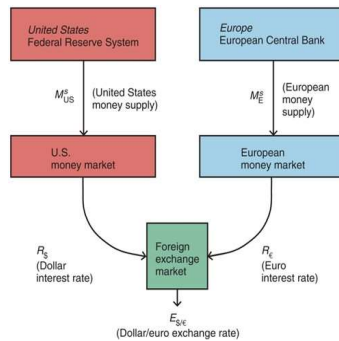 United States
Federal Reserve System
Europe
European Central Bank
M^s_US
(United States
money supply)
M^s_E
(European
money
supply)
U.S.
money market
European
money market
R_$
(Dollar
interest rate)
Foreign
exchange
market
R_€
(Euro
interest rate)
E_$/€
(Dollar/euro exchange rate)